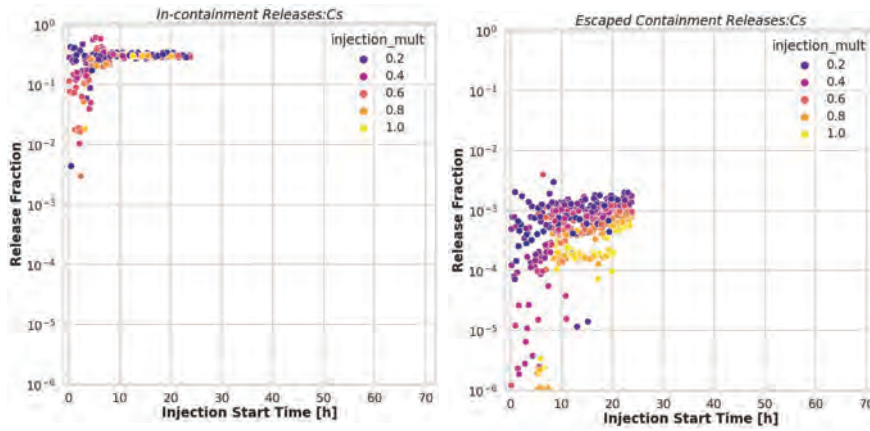 In-containment Releases:Cs
Release Fraction
10⁰
10⁻¹
10⁻²
10⁻³
10⁻⁴
10⁻⁵
10⁻⁶
injection_mult
0.2
0.4
0.6
0.8
1.0
0 10 20 30 40 50 60 70
Injection Start Time [h]
Escaped Containment Releases:Cs
Release Fraction
10⁰
10⁻¹
10⁻²
10⁻³
10⁻⁴
10⁻⁵
10⁻⁶
injection_mult
0.2
0.4
0.6
0.8
1.0
0 10 20 30 40 50 60 70
Injection Start Time [h]